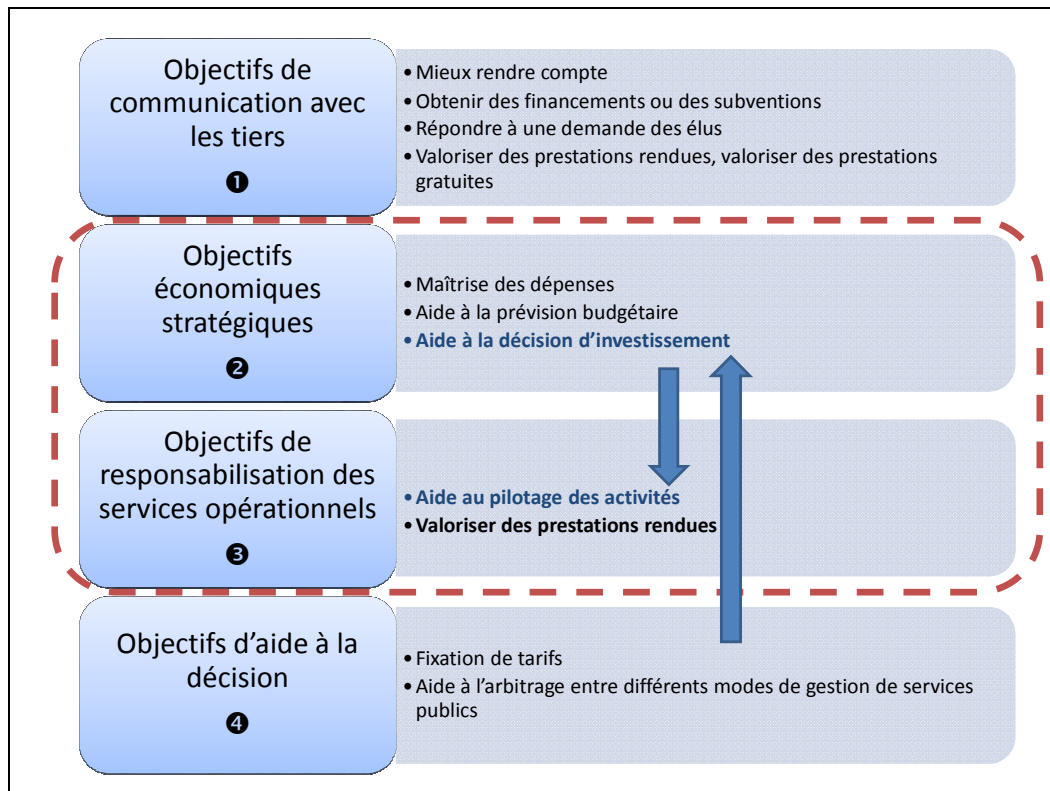 Objectifs de
communication avec
les tiers
❶
• Mieux rendre compte
• Obtenir des financements ou des subventions
• Répondre à une demande des élus
• Valoriser des prestations rendues, valoriser des prestations
gratuites
Objectifs
économiques
stratégiques
❷
• Maîtrise des dépenses
• Aide à la prévision budgétaire
• Aide à la décision d’investissement
Objectifs de
responsabilisation des
services opérationnels
❸
• Aide au pilotage des activités
• Valoriser des prestations rendues
Objectifs d’aide à la
décision
❹
• Fixation de tarifs
• Aide à l’arbitrage entre différents modes de gestion de services
publics